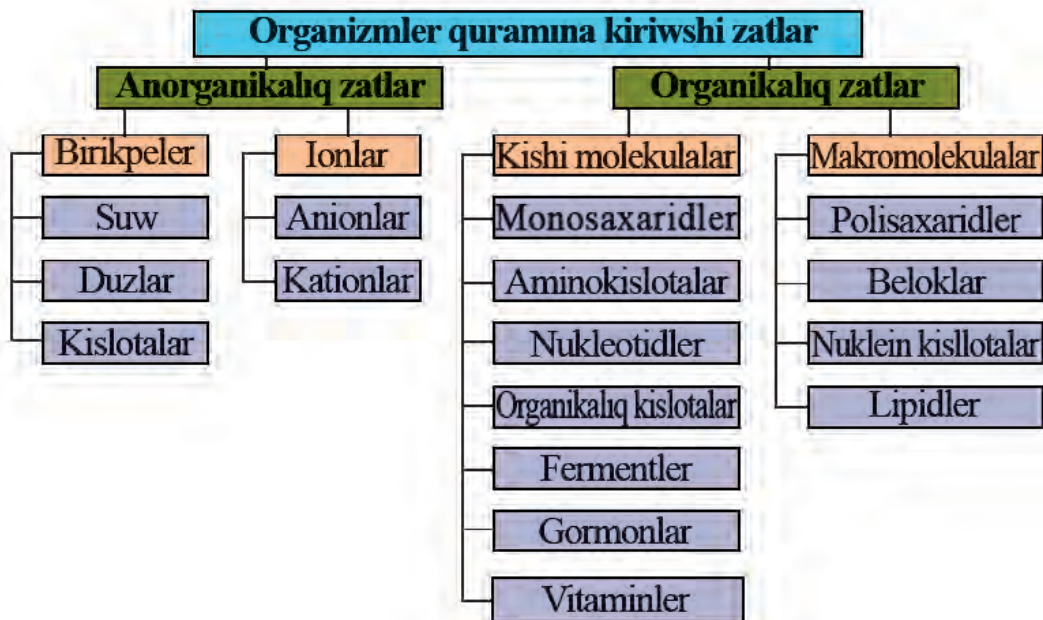 Organizmler quramına kiriwshi zatlar
Anorganikalıq zatlar
Organikalıq zatlar
Birikpeler
Suw
Duzlar
Kislotalar
Ionlar
Anionlar
Kationlar
Kishi molekulalar
Monosaxaridler
Aminokislotalar
Nukleotidler
Organikalıq kislotalar
Fermentler
Gormonlar
Vitaminler
Makromolekulalar
Polisaxaridler
Beloklar
Nuklein kisllotalar
Lipidler